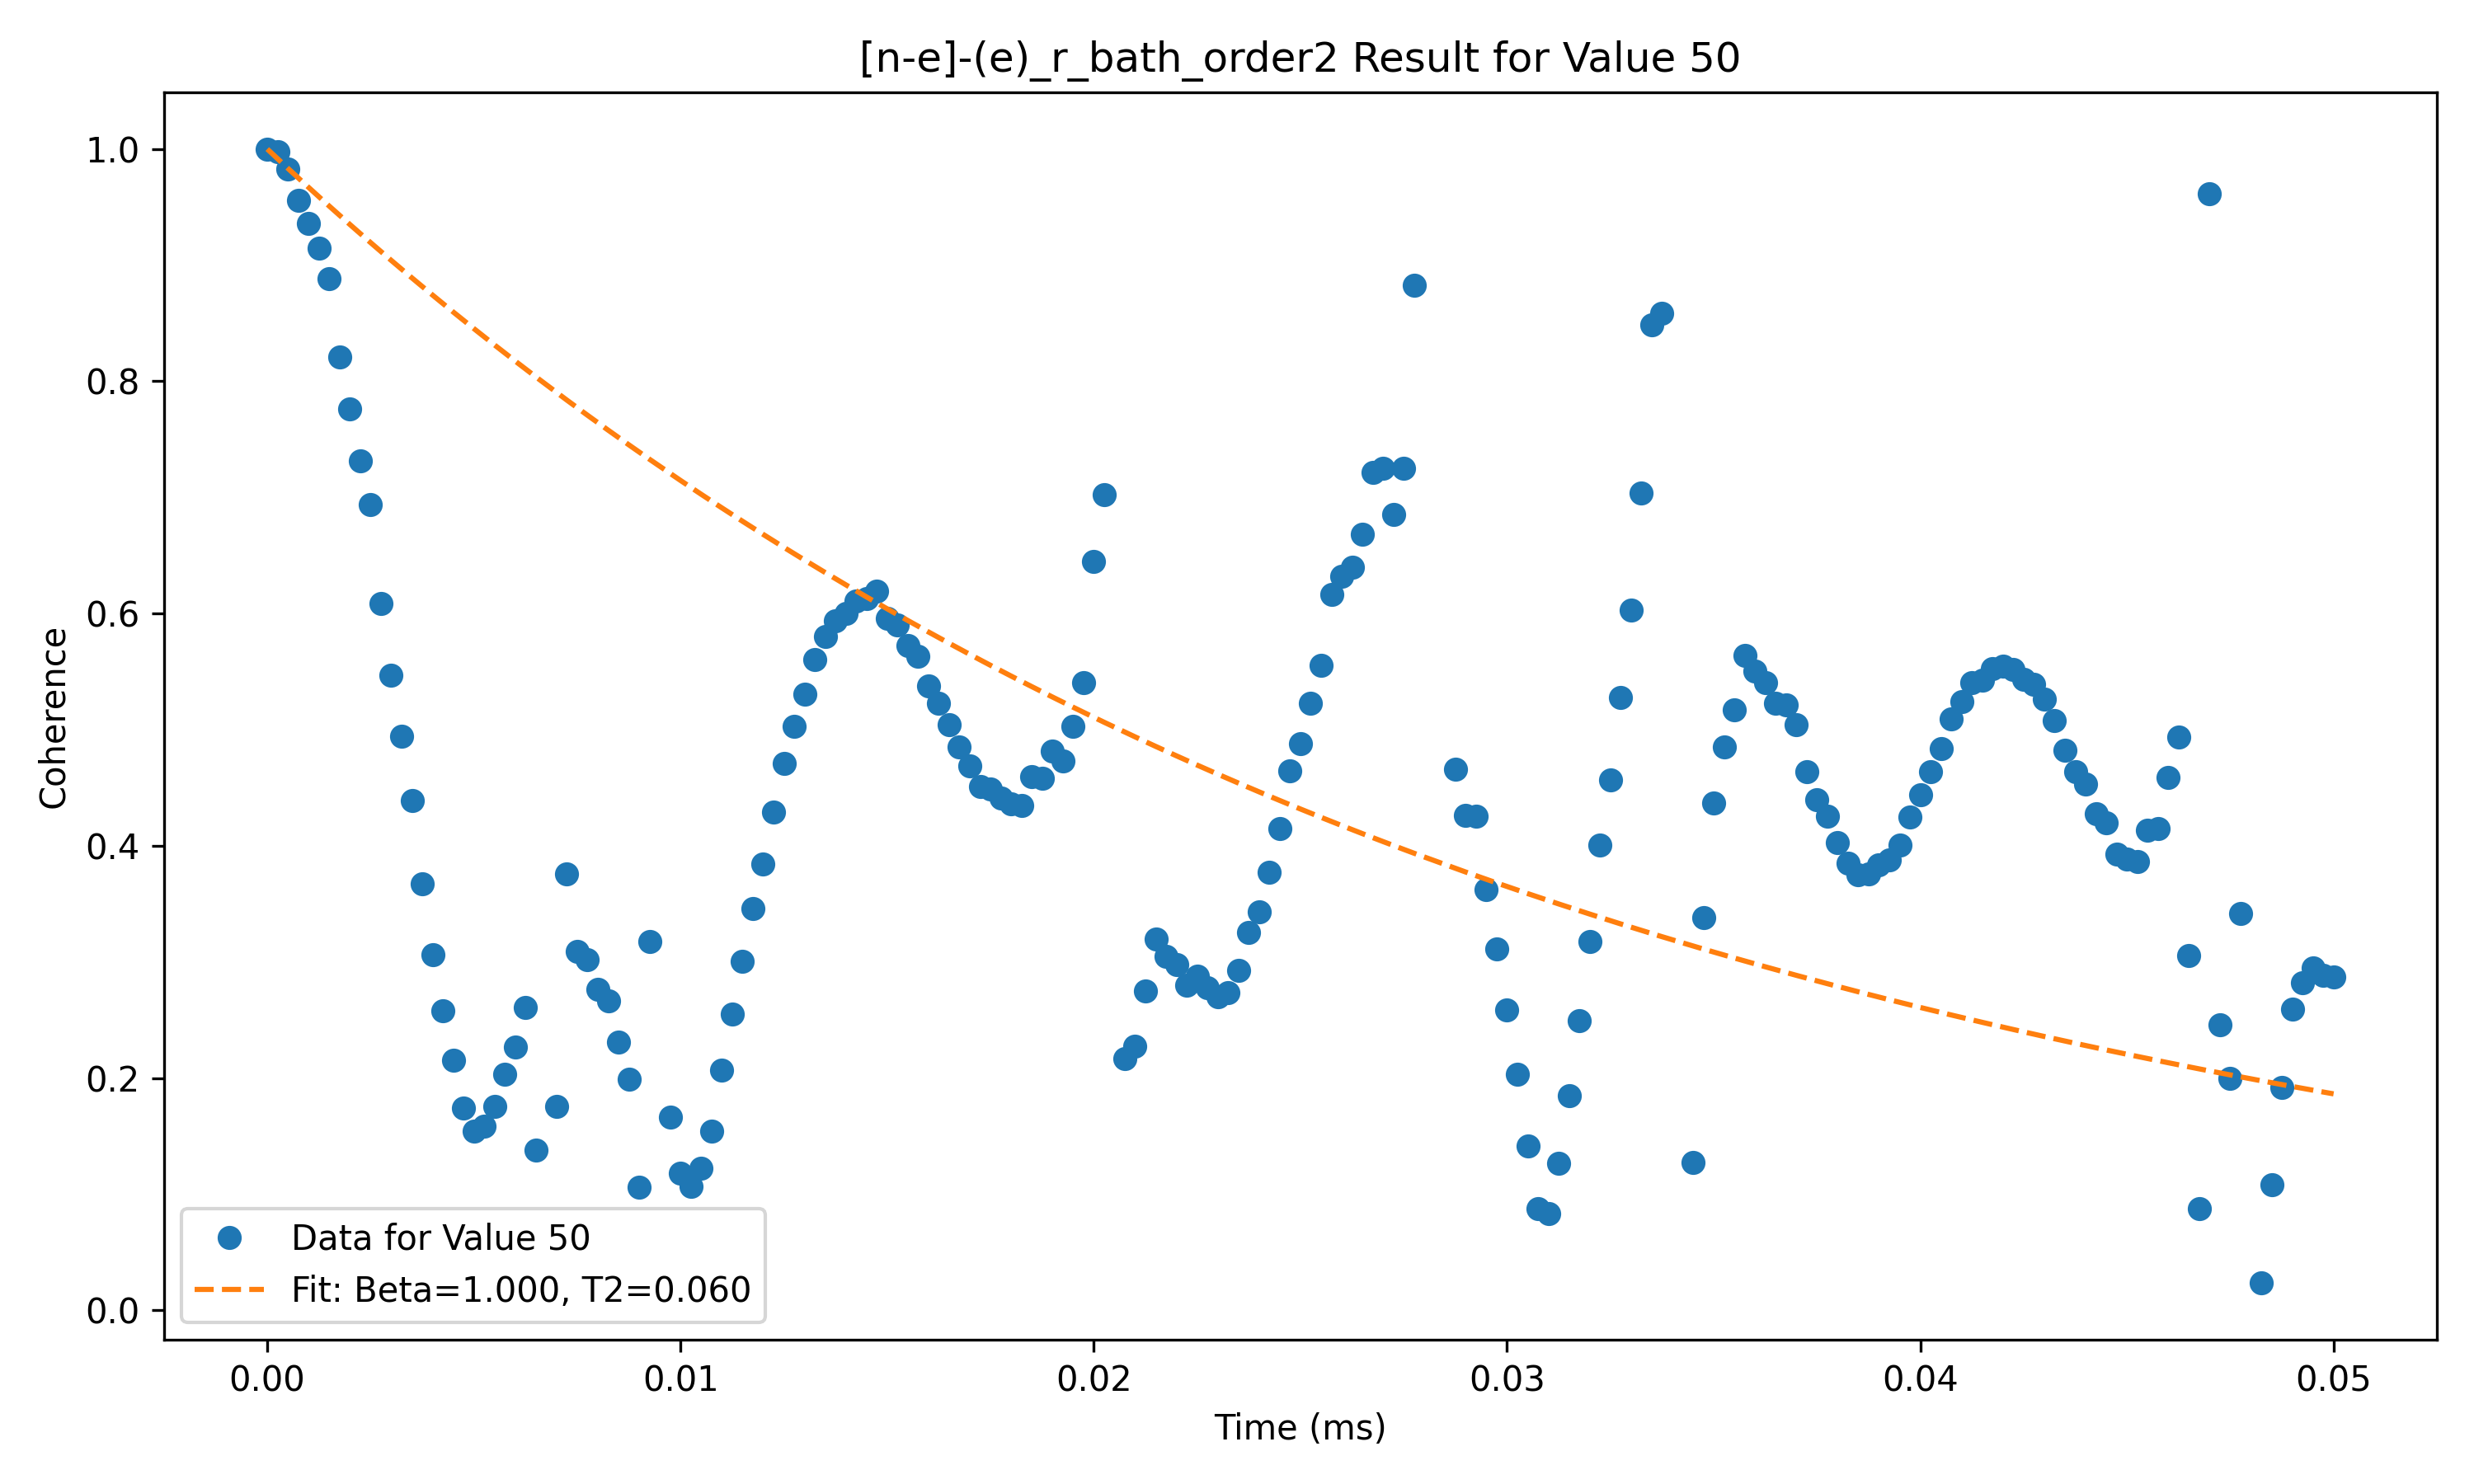 [n-e]-(e)_r_bath_order2 Result for Value 50
1.0
0.8
0.6
0.4
0.2
0.0
Coherence
Data for Value 50
Fit: Beta=1.000, T2=0.060
0.00 0.01 0.02 0.03 0.04 0.05
Time (ms)